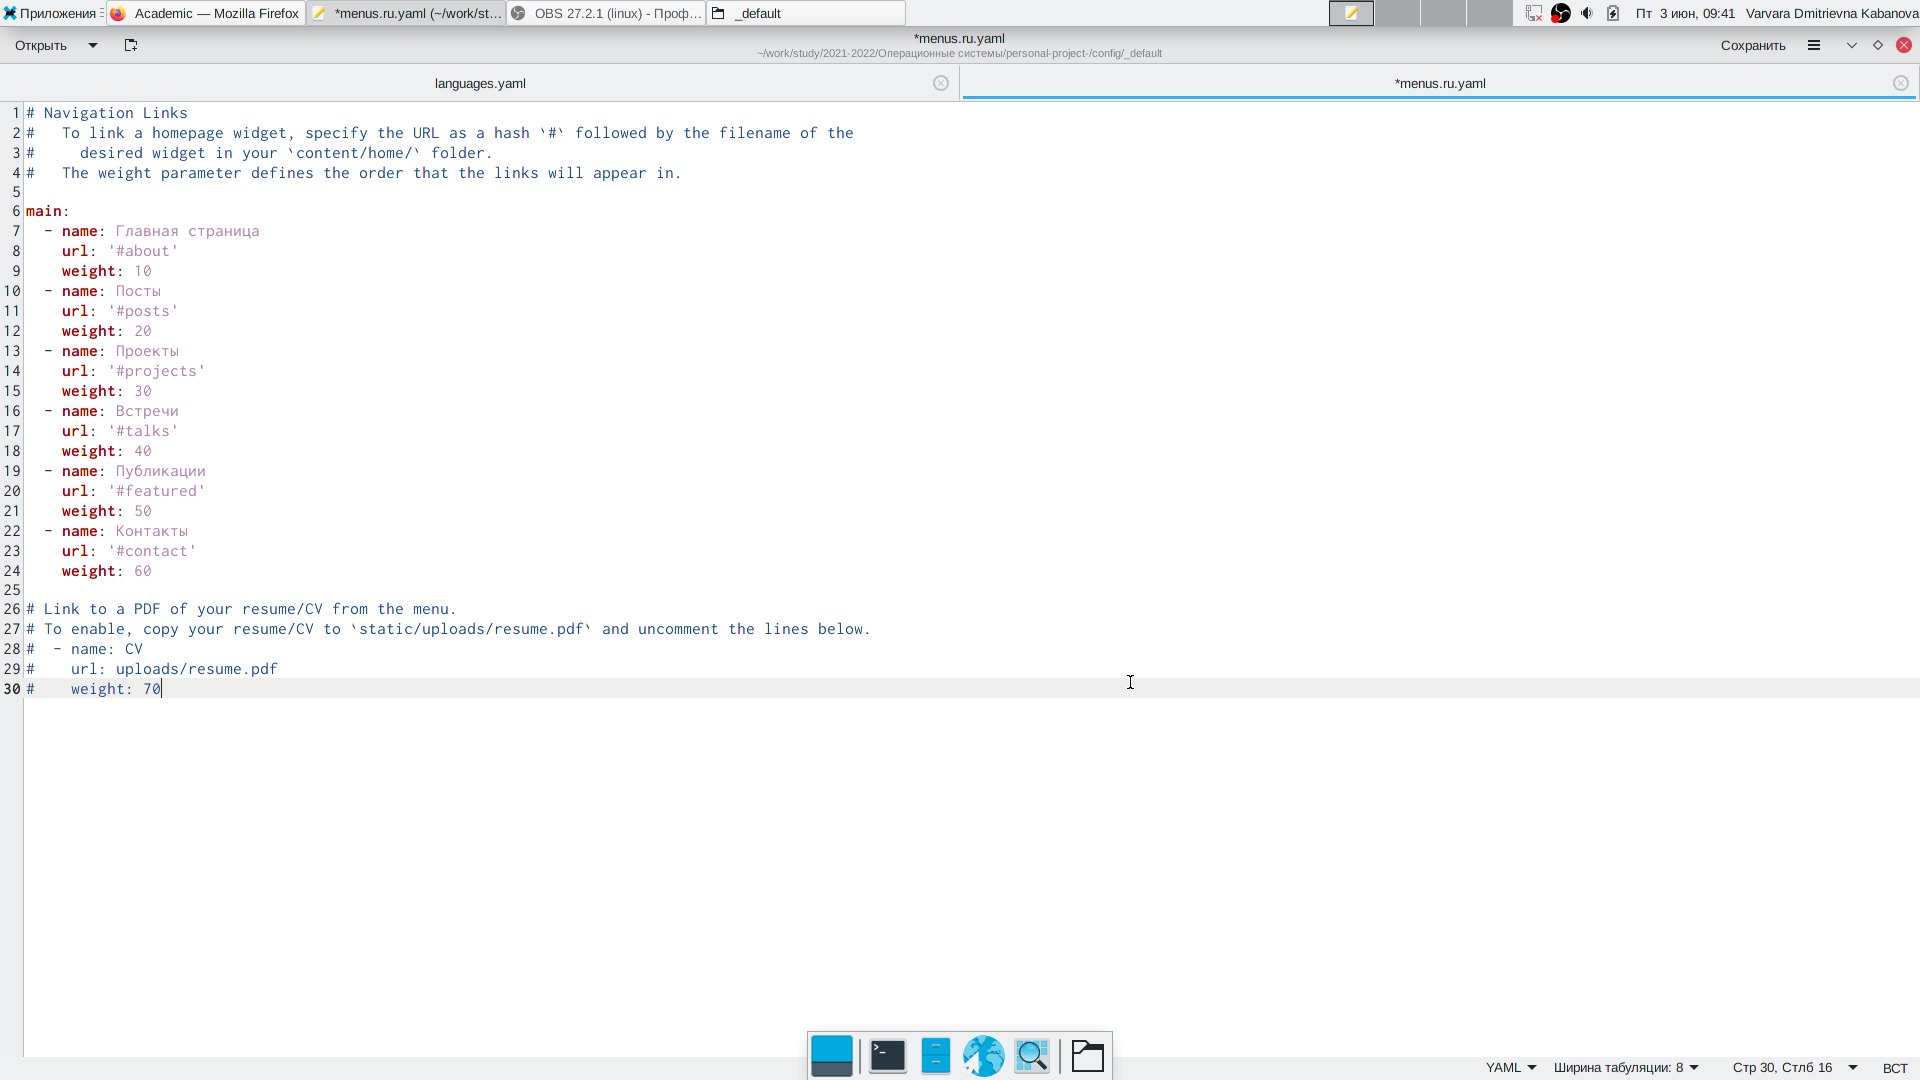 Приложения
Academic — Mozilla Firefox
*menus.ru.yaml (~/work/st…
OBS 27.2.1 (linux) - Проф…
_default
Пт 3 июн, 09:41
Varvara Dmitrievna Kabanova
Открыть
*menus.ru.yaml
~/work/study/2021-2022/Операционные системы/personal-project-/config/_default
Сохранить
languages.yaml
*menus.ru.yaml
1 # Navigation Links
2 #   To link a homepage widget, specify the URL as a hash `#` followed by the filename of the
3 #     desired widget in your `content/home/` folder.
4 #   The weight parameter defines the order that the links will appear in.
5
6 main:
7   - name: Главная страница
8     url: '#about'
9     weight: 10
10   - name: Посты
11     url: '#posts'
12     weight: 20
13   - name: Проекты
14     url: '#projects'
15     weight: 30
16   - name: Встречи
17     url: '#talks'
18     weight: 40
19   - name: Публикации
20     url: '#featured'
21     weight: 50
22   - name: Контакты
23     url: '#contact'
24     weight: 60
25
26 # Link to a PDF of your resume/CV from the menu.
27 # To enable, copy your resume/CV to `static/uploads/resume.pdf` and uncomment the lines below.
28 #  - name: CV
29 #    url: uploads/resume.pdf
30 #    weight: 70
YAML
Ширина табуляции: 8
Стр 30, Стлб 16
ВСТ